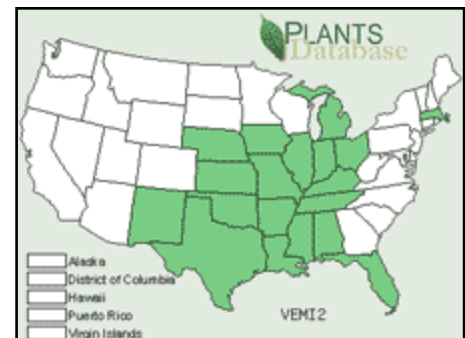 PLANTS
Database
Alaska
District of Columbia
Hawaii
Puerto Rico
VEMI2
Virgin Islands